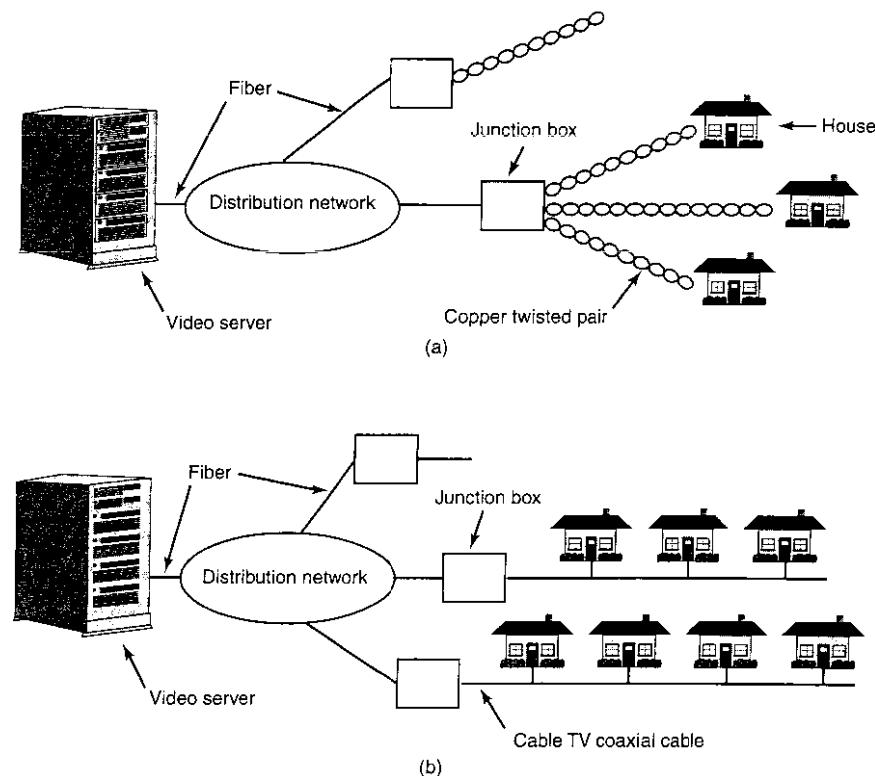 Fiber
Junction box
House
Distribution network
Copper twisted pair
Video server
(a)
Fiber
Junction box
Distribution network
Video server
Cable TV coaxial cable
(b)